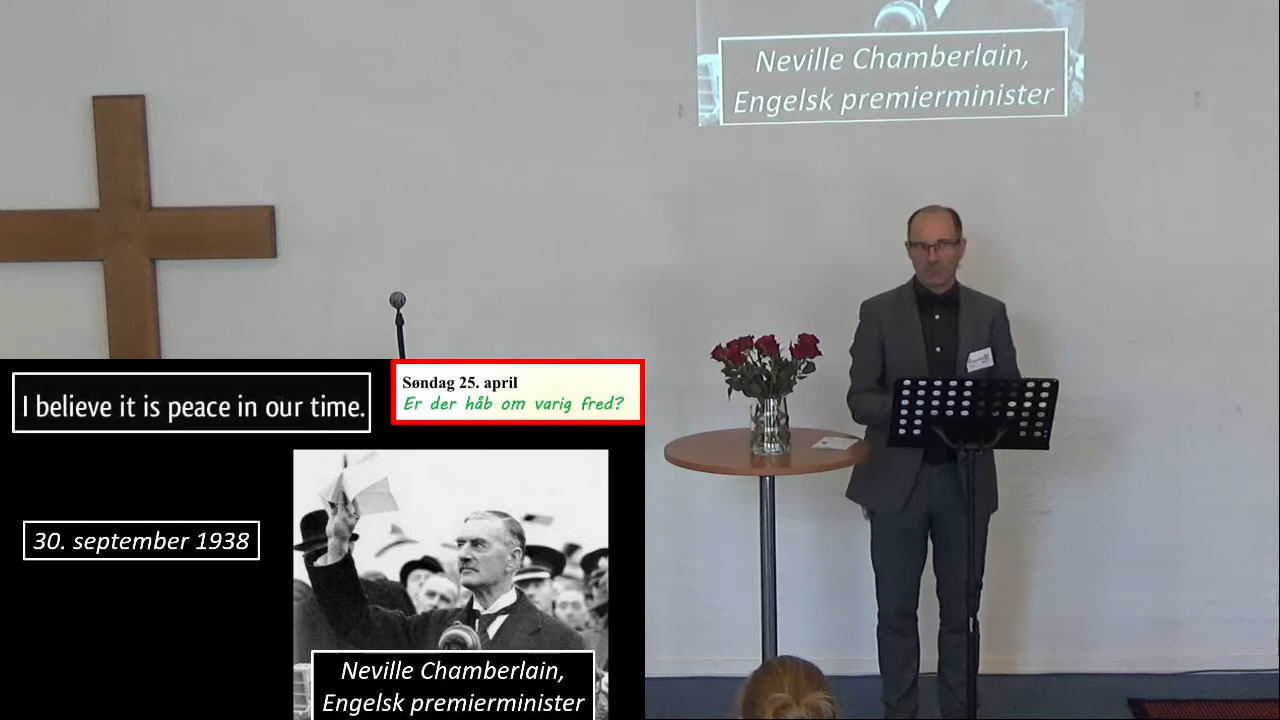 Neville Chamberlain,
Engelsk premierminister
I believe it is peace in our time.
Søndag 25. april
Er der håb om varig fred?
30. september 1938
Neville Chamberlain,
Engelsk premierminister